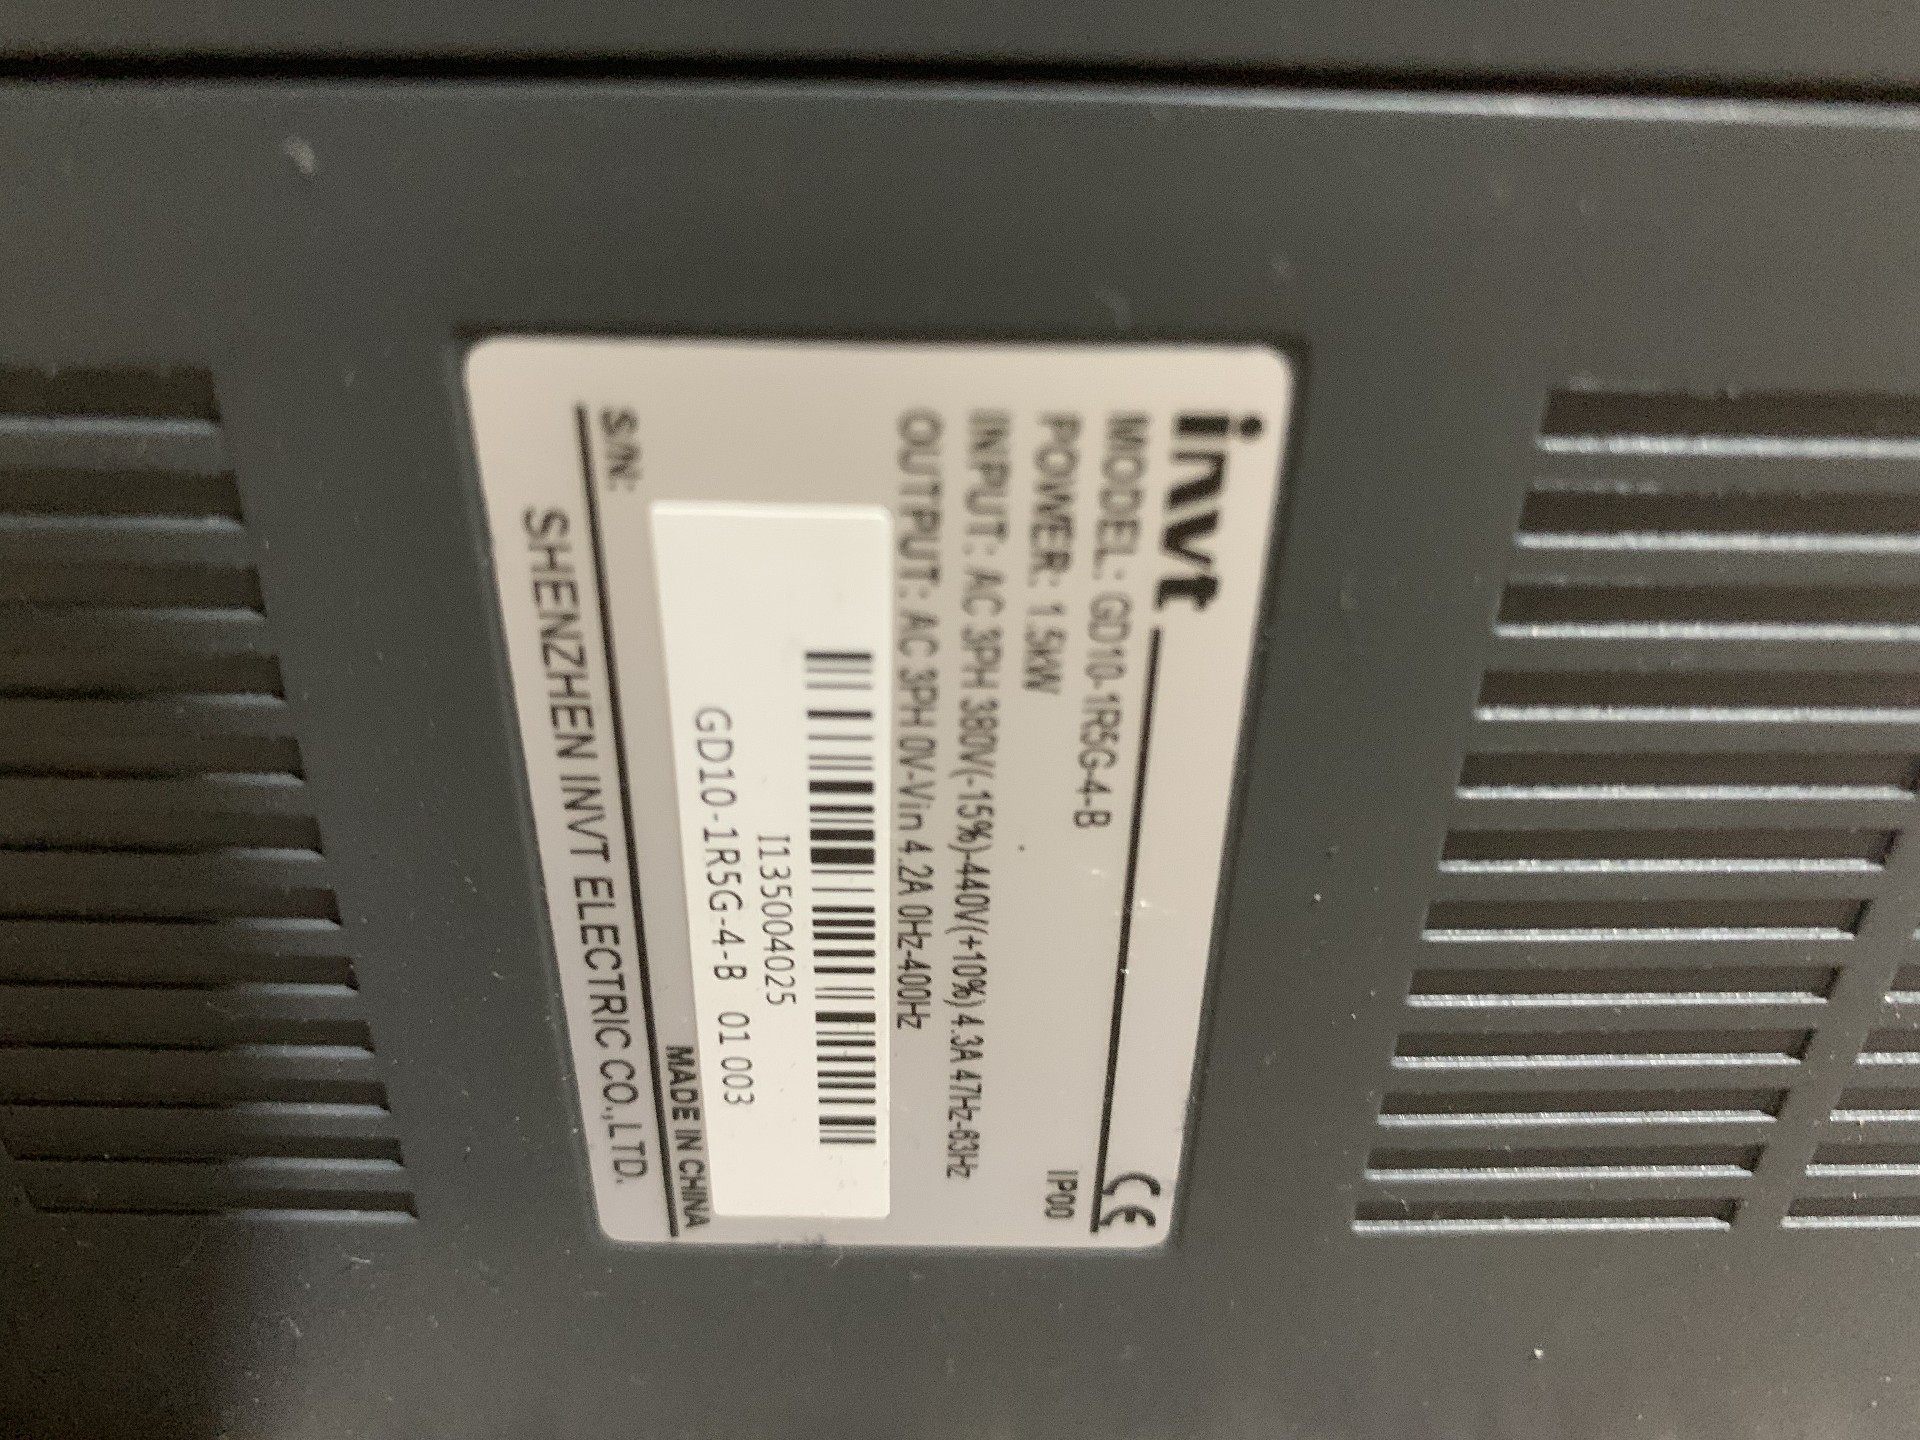 invt
CE
MODEL: GD10-1R5G-4-B
IP00
POWER: 1.5kW
INPUT: AC 3PH 380V(-15%)-440V(+10%) 4.3A 47Hz-63Hz
OUTPUT: AC 3PH 0V-Vin 4.2A 0Hz-400Hz
I135004025
GD10-1R5G-4-B 01 003
S/N:
MADE IN CHINA
SHENZHEN INVT ELECTRIC CO.,LTD.